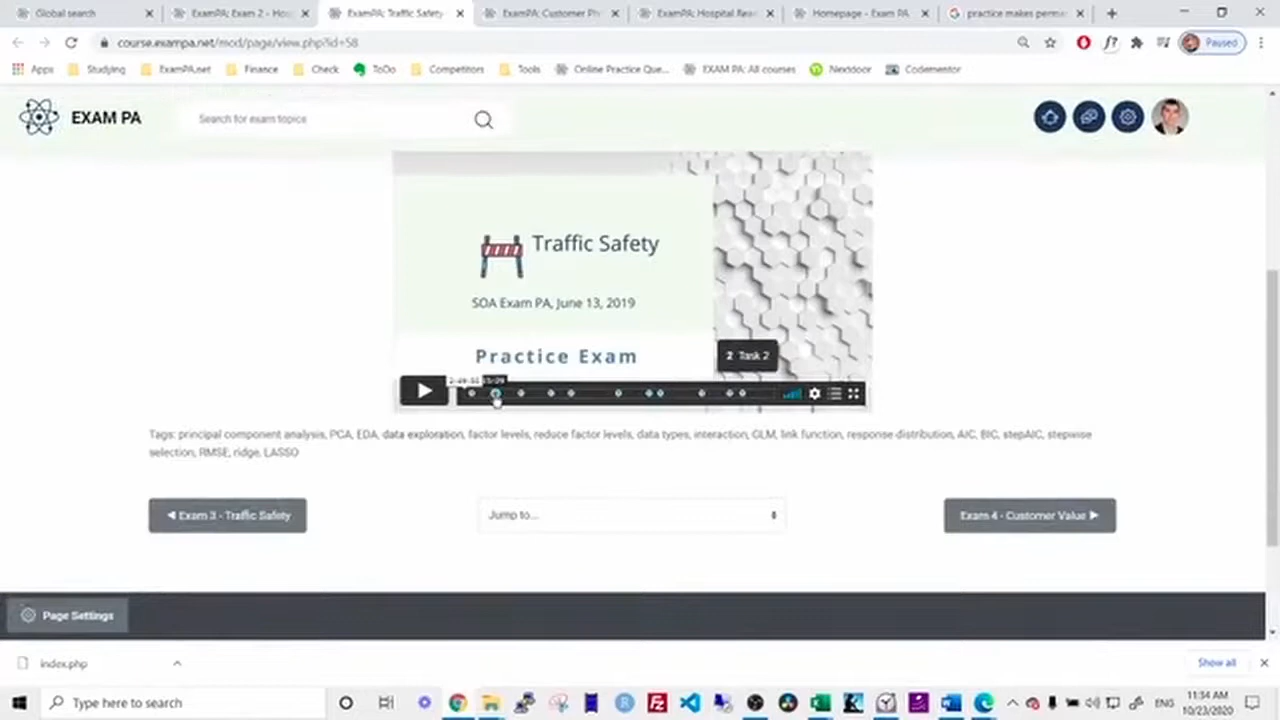 Global search
ExamPA: Exam 2 - Hos
ExamPA: Traffic Safety
ExamPA: Customer Ph
ExamPA: Hospital Rea
Homepage - Exam PA
practice makes perma
course.exampa.net/mod/page/view.php?id=58
Paused
Apps
Studying
ExamPA.net
Finance
Check
ToDo
Competitors
Tools
Online Practice Que...
EXAM PA: All courses
Nextdoor
Codementor
EXAM PA
Search for exam topics
Traffic Safety
SOA Exam PA, June 13, 2019
Practice Exam
2 Task 2
Tags: principal component analysis, PCA, EDA, data exploration, factor levels, reduce factor levels, data types, interaction, GLM, link function, response distribution, AIC, BIC, stepAIC, stepwise
selection, RMSE, ridge, LASSO
◀ Exam 3 - Traffic Safety
Jump to...
Exam 4 - Customer Value ▶
Page Settings
index.php
Show all
Type here to search
ENG
11:34 AM
10/23/2020